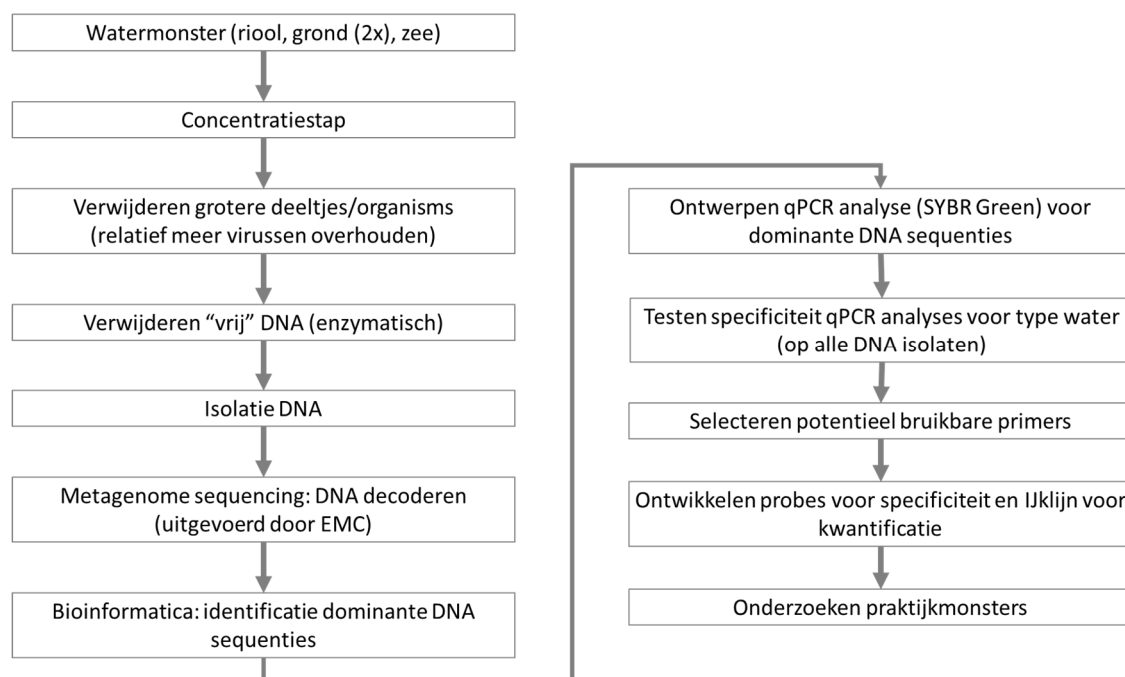 Watermonster (riool, grond (2x), zee)
Concentratiestap
Verwijderen grotere deeltjes/organisms
(relatief meer virussen overhouden)
Verwijderen “vrij” DNA (enzymatisch)
Isolatie DNA
Metagenome sequencing: DNA decoderen
(uitgevoerd door EMC)
Bioinformatica: identificatie dominante DNA
sequenties
Ontwerpen qPCR analyse (SYBR Green) voor
dominante DNA sequenties
Testen specificiteit qPCR analyses voor type water
(op alle DNA isolaten)
Selecteren potentieel bruikbare primers
Ontwikkelen probes voor specificiteit en IJklijn voor
kwantificatie
Onderzoeken praktijkmonsters